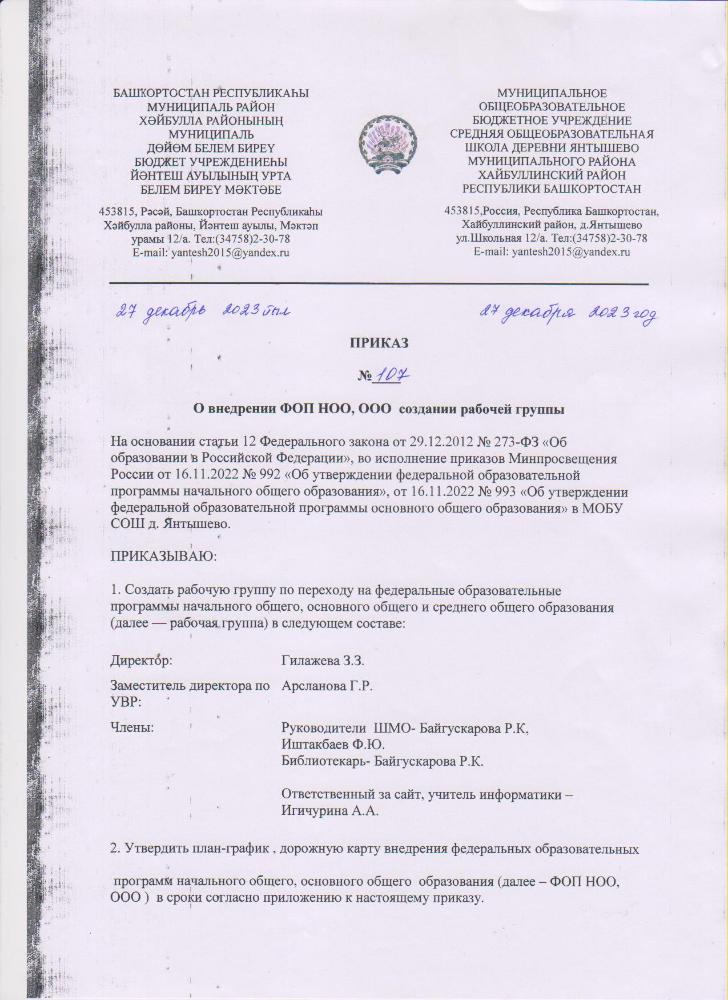 БАШҠОРТОСТАН РЕСПУБЛИКАҺЫ
МУНИЦИПАЛЬ РАЙОН
ХӘЙБУЛЛА РАЙОНЫНЫҢ
МУНИЦИПАЛЬ
ДӨЙӨМ БЕЛЕМ БИРЕҮ
БЮДЖЕТ УЧРЕЖДЕНИЕҺЫ
ЙӘНТЕШ АУЫЛЫНЫҢ УРТА
БЕЛЕМ БИРЕҮ МӘКТӘБЕ
453815, Рәсәй, Башҡортостан Республикаһы
Хәйбулла районы, Йәнтеш ауылы, Мәктәп
урамы 12/а. Тел:(34758)2-30-78
E-mail: yantesh2015@yandex.ru
МУНИЦИПАЛЬНОЕ
ОБЩЕОБРАЗОВАТЕЛЬНОЕ
БЮДЖЕТНОЕ УЧРЕЖДЕНИЕ
СРЕДНЯЯ ОБЩЕОБРАЗОВАТЕЛЬНАЯ
ШКОЛА ДЕРЕВНИ ЯНТЫШЕВО
МУНИЦИПАЛЬНОГО РАЙОНА
ХАЙБУЛЛИНСКИЙ РАЙОН
РЕСПУБЛИКИ БАШКОРТОСТАН
453815,Россия, Республика Башкортостан,
Хайбуллинский район, д.Янтышево
ул.Школьная 12/а. Тел:(34758)2-30-78
E-mail: yantesh2015@yandex.ru
27 декабрь 2023 йыл
27 декабря 2023 год
ПРИКАЗ
№ 107
О внедрении ФОП НОО, ООО создании рабочей группы
На основании статьи 12 Федерального закона от 29.12.2012 № 273-ФЗ «Об
образовании в Российской Федерации», во исполнение приказов Минпросвещения
России от 16.11.2022 № 992 «Об утверждении федеральной образовательной
программы начального общего образования», от 16.11.2022 № 993 «Об утверждении
федеральной образовательной программы основного общего образования» в МОБУ
СОШ д. Янтышево.
ПРИКАЗЫВАЮ:
1. Создать рабочую группу по переходу на федеральные образовательные
программы начального общего, основного общего и среднего общего образования
(далее — рабочая группа) в следующем составе:
Директор: Гилажева З.З.
Заместитель директора по Арсланова Г.Р.
УВР:
Члены: Руководители ШМО- Байгускарова Р.К,
Иштакбаев Ф.Ю.
Библиотекарь- Байгускарова Р.К.
Ответственный за сайт, учитель информатики –
Игичурина А.А.
2. Утвердить план-график , дорожную карту внедрения федеральных образовательных
программ начального общего, основного общего образования (далее – ФОП НОО,
ООО ) в сроки согласно приложению к настоящему приказу.